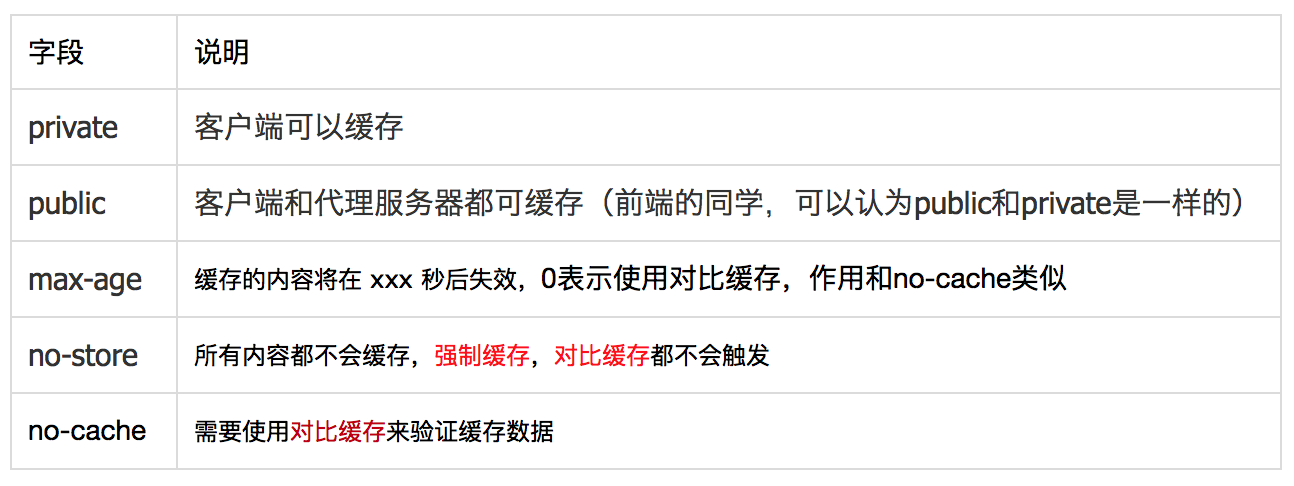 字段 说明
private 客户端可以缓存
public 客户端和代理服务器都可缓存（前端的同学，可以认为public和private是一样的）
max-age 缓存的内容将在 xxx 秒后失效，0表示使用对比缓存，作用和no-cache类似
no-store 所有内容都不会缓存，强制缓存，对比缓存都不会触发
no-cache 需要使用对比缓存来验证缓存数据